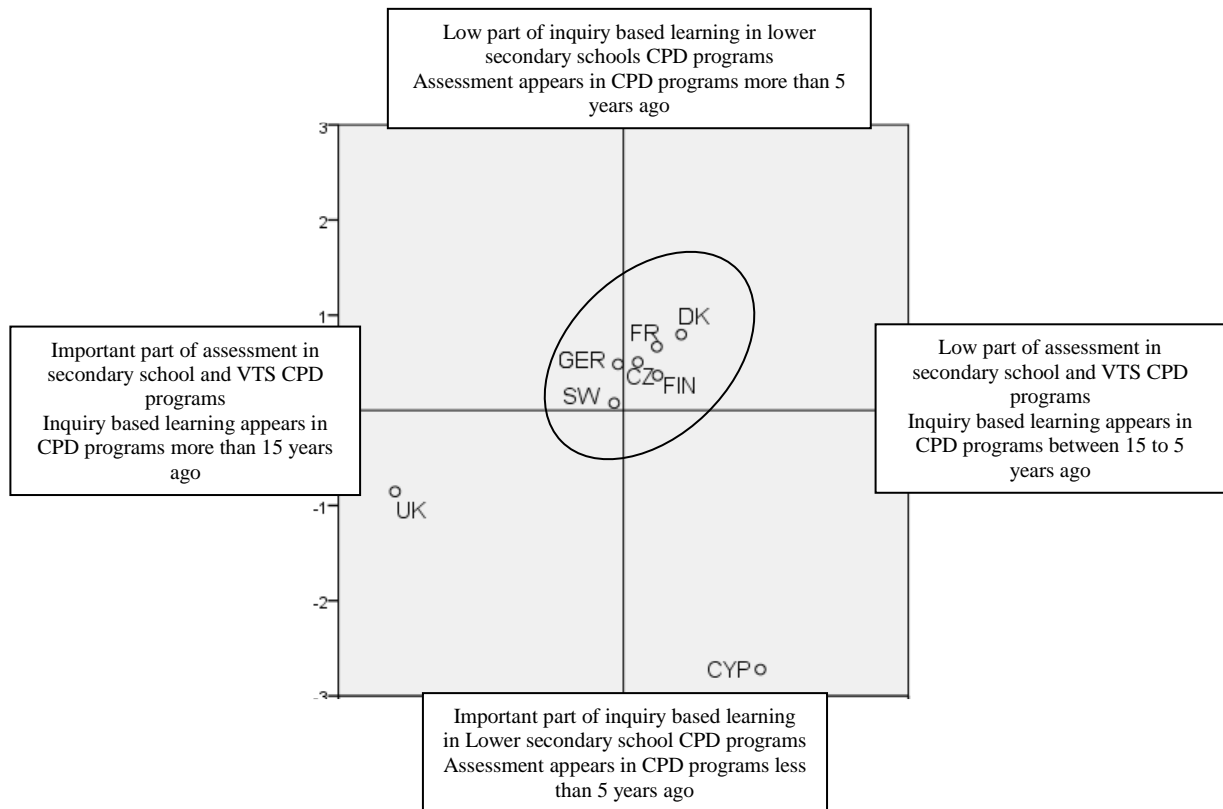 Low part of inquiry based learning in lower
secondary schools CPD programs
Assessment appears in CPD programs more than 5
years ago
3
2
1
DK
FR
GER
CZ
FIN
SW
Important part of assessment in
secondary school and VTS CPD
programs
Inquiry based learning appears in
CPD programs more than 15 years
ago
Low part of assessment in
secondary school and VTS CPD
programs
Inquiry based learning appears in
CPD programs between 15 to 5
years ago
-1
UK
-2
CYP
-3
Important part of inquiry based learning
in Lower secondary school CPD programs
Assessment appears in CPD programs less
than 5 years ago